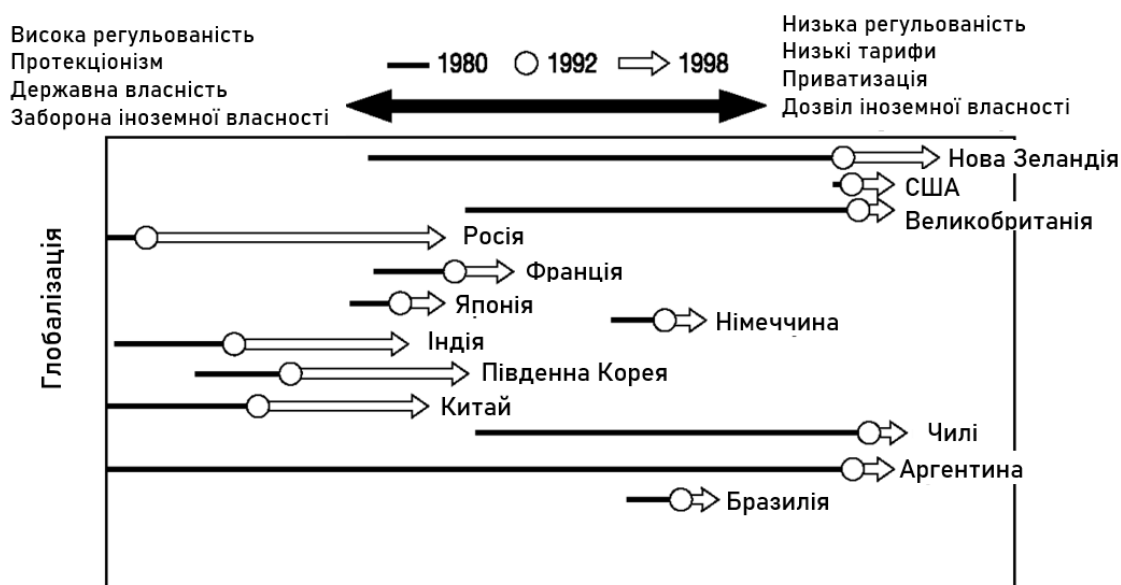 Висока регульованість
Протекціонізм
Державна власність
Заборона іноземної власності
1980 1992 1998
Низька регульованість
Низькі тарифи
Приватизація
Дозвіл іноземної власності
Глобалізація
Нова Зеландія
США
Великобританія
Росія
Франція
Японія
Німеччина
Індія
Південна Корея
Китай
Чилі
Аргентина
Бразилія